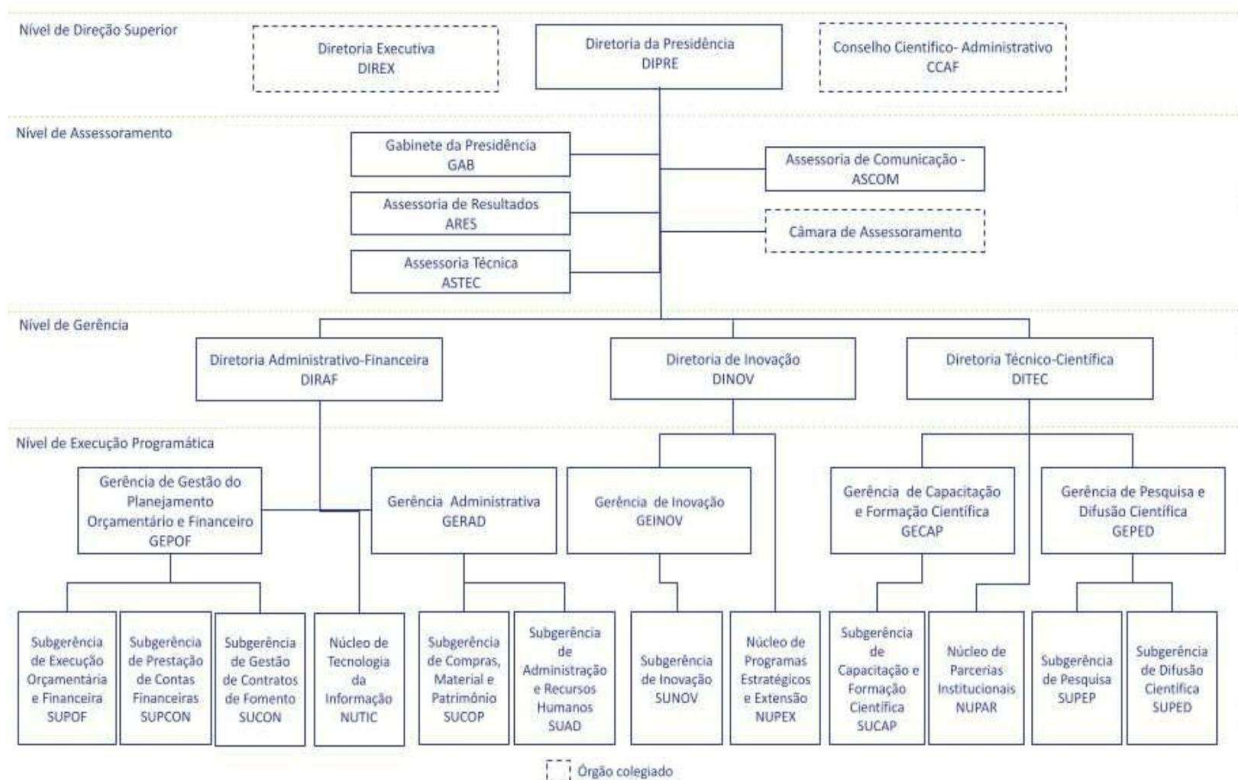 Nível de Direção Superior
Diretoria Executiva
DIREX
Diretoria da Presidência
DIPRE
Conselho Científico- Administrativo
CCAF
Nível de Assessoramento
Gabinete da Presidência
GAB
Assessoria de Comunicação -
ASCOM
Assessoria de Resultados
ARES
Câmara de Assessoramento
Assessoria Técnica
ASTEC
Nível de Gerência
Diretoria Administrativo-Financeira
DIRAF
Diretoria de Inovação
DINOV
Diretoria Técnico-Científica
DITEC
Nível de Execução Programática
Gerência de Gestão do
Planejamento
Orçamentário e Financeiro
GEPOF
Gerência Administrativa
GERAD
Gerência de Inovação
GEINOV
Gerência de Capacitação
e Formação Científica
GECAP
Gerência de Pesquisa e
Difusão Científica
GEPED
Subgerência
de Execução
Orçamentária
e Financeira
SUPOF
Subgerência
de Prestação
de Contas
Financeiras
SUPCON
Subgerência
de Gestão
de Contratos
de Fomento
SUCON
Núcleo de
Tecnologia
da
Informação
NUTIC
Subgerência
de Compras,
Material e
Patrimônio
SUCOP
Subgerência
de
Administração
e Recursos
Humanos
SUAD
Subgerência
de Inovação
SUNOV
Núcleo de
Programas
Estratégicos
e Extensão
NUPEX
Subgerência
de
Capacitação e
Formação
Científica
SUCAP
Núcleo de
Parcerias
Institucionais
NUPAR
Subgerência
de Pesquisa
SUPEP
Subgerência
de Difusão
Científica
SUPED
Órgão colegiado